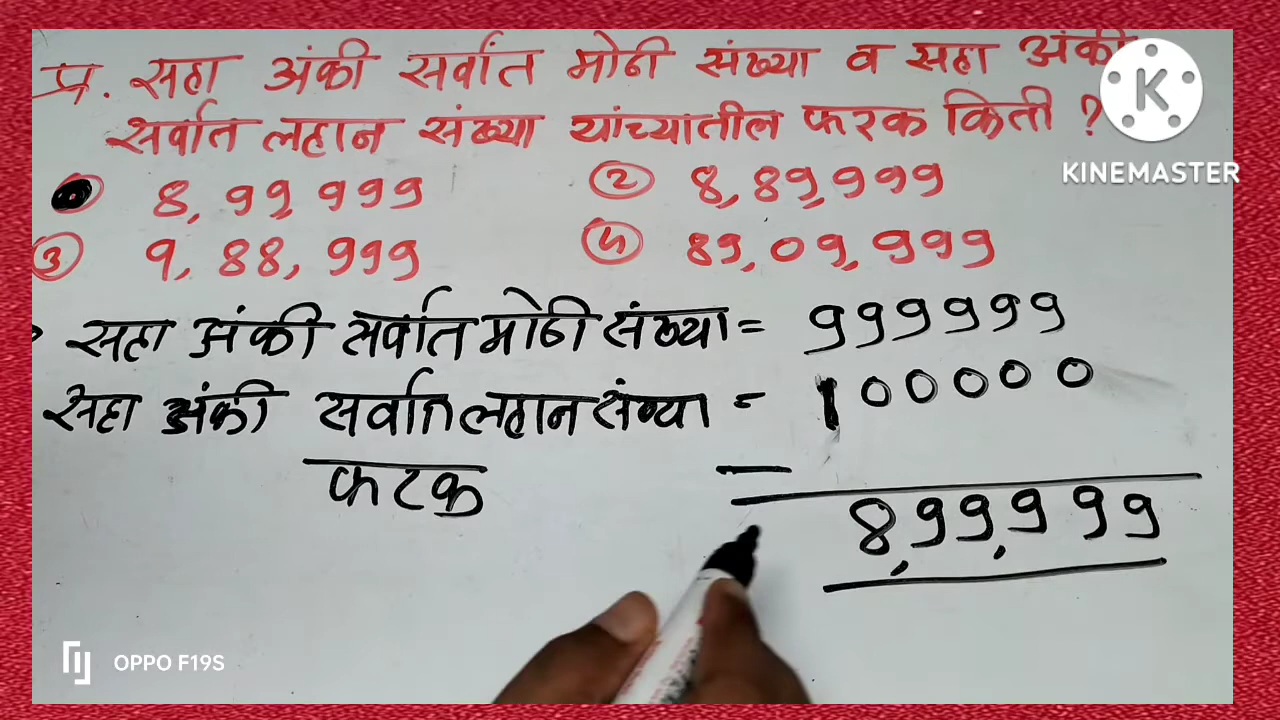 प्र. सहा अंकी सर्वांत मोठी संख्या व सहा अंकी
सर्वात लहान संख्या यांच्यातील फरक किती ?
8,99,999 ② 8,89,999
③ 9,88,999 ④ 89,09,999
सहा अंकी सर्वात मोठी संख्या = 999999
सहा अंकी सर्वात लहान संख्या = 100000
फरक 8,99,999
K
KINEMASTER
OPPO F19S